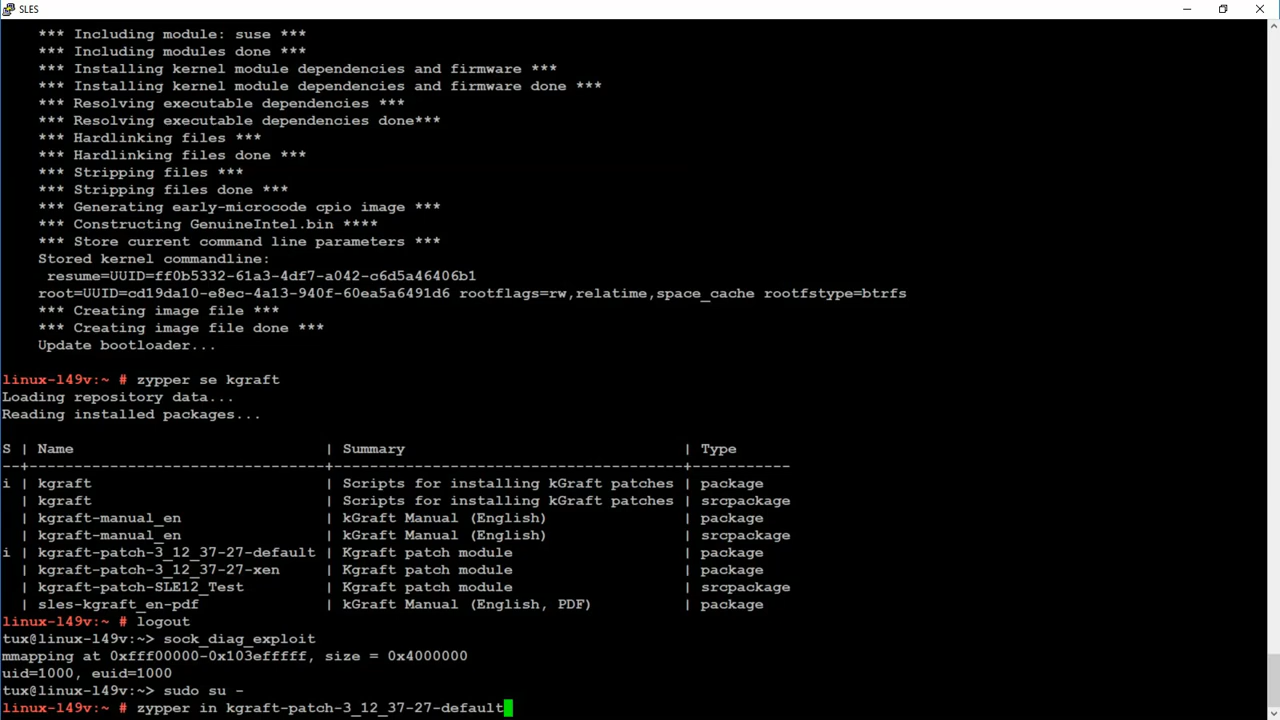 SLES
*** Including module: suse ***
*** Including modules done ***
*** Installing kernel module dependencies and firmware ***
*** Installing kernel module dependencies and firmware done ***
*** Resolving executable dependencies ***
*** Resolving executable dependencies done***
*** Hardlinking files ***
*** Hardlinking files done ***
*** Stripping files ***
*** Stripping files done ***
*** Generating early-microcode cpio image ***
*** Constructing GenuineIntel.bin ****
*** Store current command line parameters ***
Stored kernel commandline:
resume=UUID=ff0b5332-61a3-4df7-a042-c6d5a46406b1
root=UUID=cd19da10-e8ec-4a13-940f-60ea5a6491d6 rootflags=rw,relatime,space_cache rootfstype=btrfs
*** Creating image file ***
*** Creating image file done ***
Update bootloader...
linux-l49v:~ # zypper se kgraft
Loading repository data...
Reading installed packages...
S | Name | Summary | Type
--+--------------------------------+---------------------------------------+-----------
i | kgraft | Scripts for installing kGraft patches | package
| kgraft | Scripts for installing kGraft patches | srcpackage
| kgraft-manual_en | kGraft Manual (English) | package
| kgraft-manual_en | kGraft Manual (English) | srcpackage
i | kgraft-patch-3_12_37-27-default | Kgraft patch module | package
| kgraft-patch-3_12_37-27-xen | Kgraft patch module | package
| kgraft-patch-SLE12_Test | Kgraft patch module | srcpackage
| sles-kgraft_en-pdf | kGraft Manual (English, PDF) | package
linux-l49v:~ # logout
tux@linux-l49v:~> sock_diag_exploit
mmapping at 0xfff00000-0x103efffff, size = 0x4000000
uid=1000, euid=1000
tux@linux-l49v:~> sudo su -
linux-l49v:~ # zypper in kgraft-patch-3_12_37-27-default